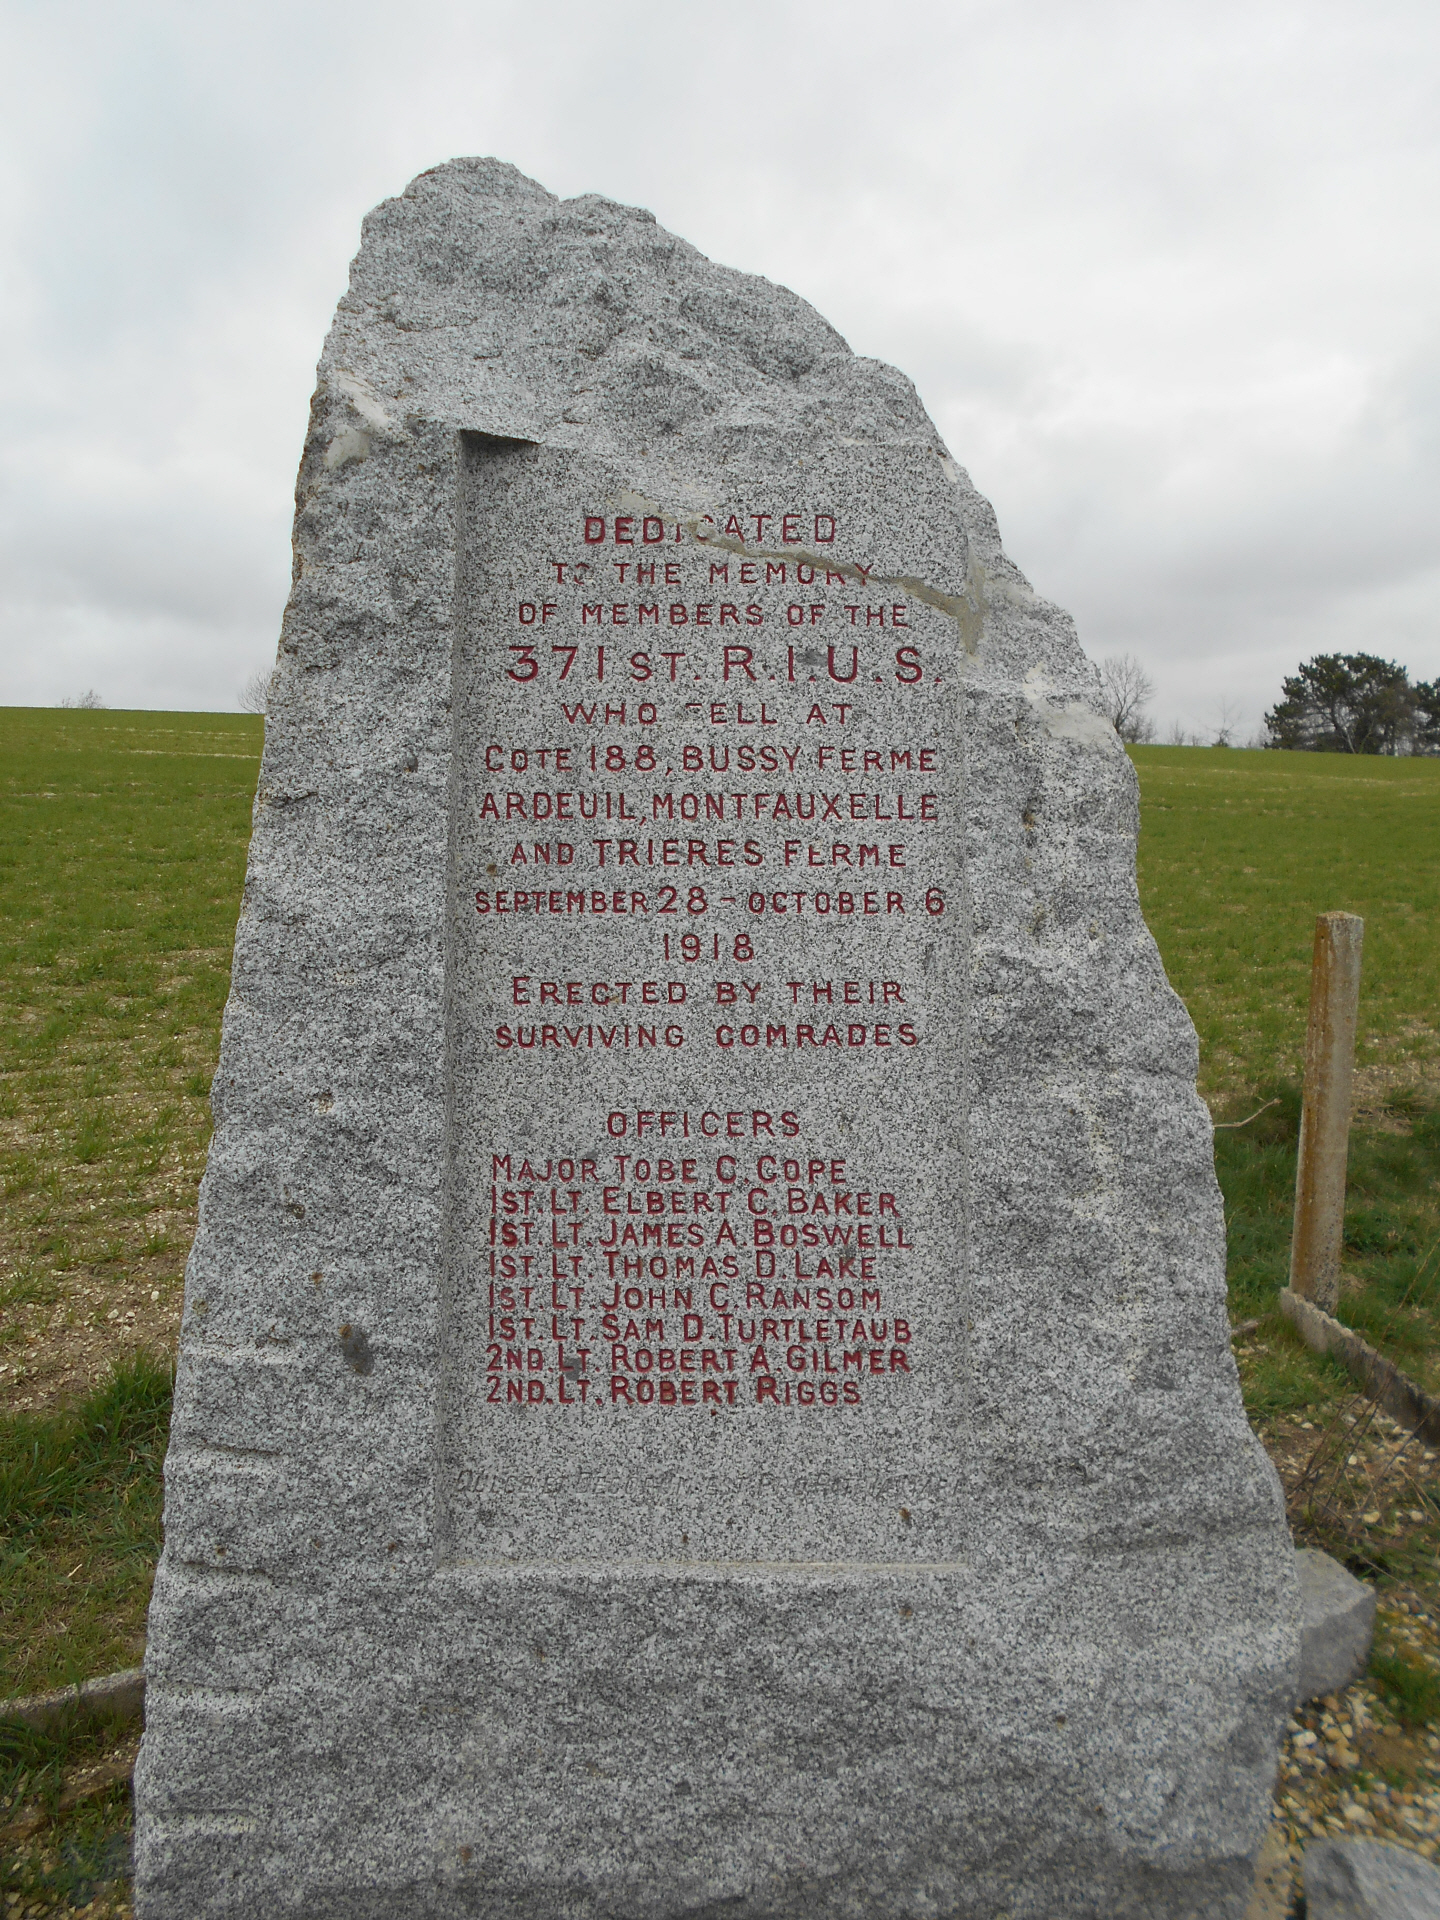 DEDICATED
TO THE MEMORY
OF MEMBERS OF THE
371ST. R.I.U.S.
WHO FELL AT
COTE 188, BUSSY FERME
ARDEUIL, MONTFAUXELLE
AND TRIERES FERME
SEPTEMBER 28 - OCTOBER 6
1918
ERECTED BY THEIR
SURVIVING COMRADES
OFFICERS
MAJOR TOBE C. COPE
1ST. LT. ELBERT C. BAKER
1ST. LT. JAMES A. BOSWELL
1ST. LT. THOMAS D. LAKE
1ST. LT. JOHN C. RANSOM
1ST. LT. SAM D. TURTLETAUB
2ND. LT. ROBERT A. GILMER
2ND. LT. ROBERT RIGGS